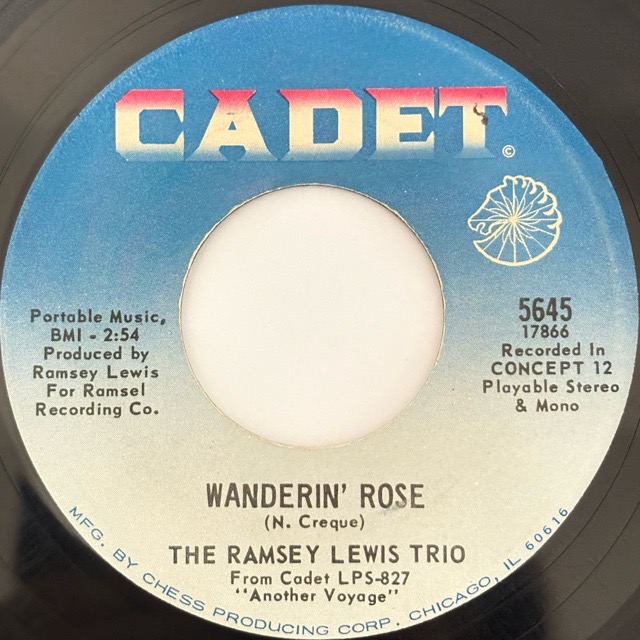 CADET
©
Portable Music,
BMI - 2:54
Produced by
Ramsey Lewis
For Ramsel
Recording Co.
5645
17866
Recorded In
CONCEPT 12
Playable Stereo
& Mono
WANDERIN' ROSE
(N. Creque)
THE RAMSEY LEWIS TRIO
From Cadet LPS-827
"Another Voyage"
MFG. BY CHESS PRODUCING CORP. CHICAGO, IL 60616